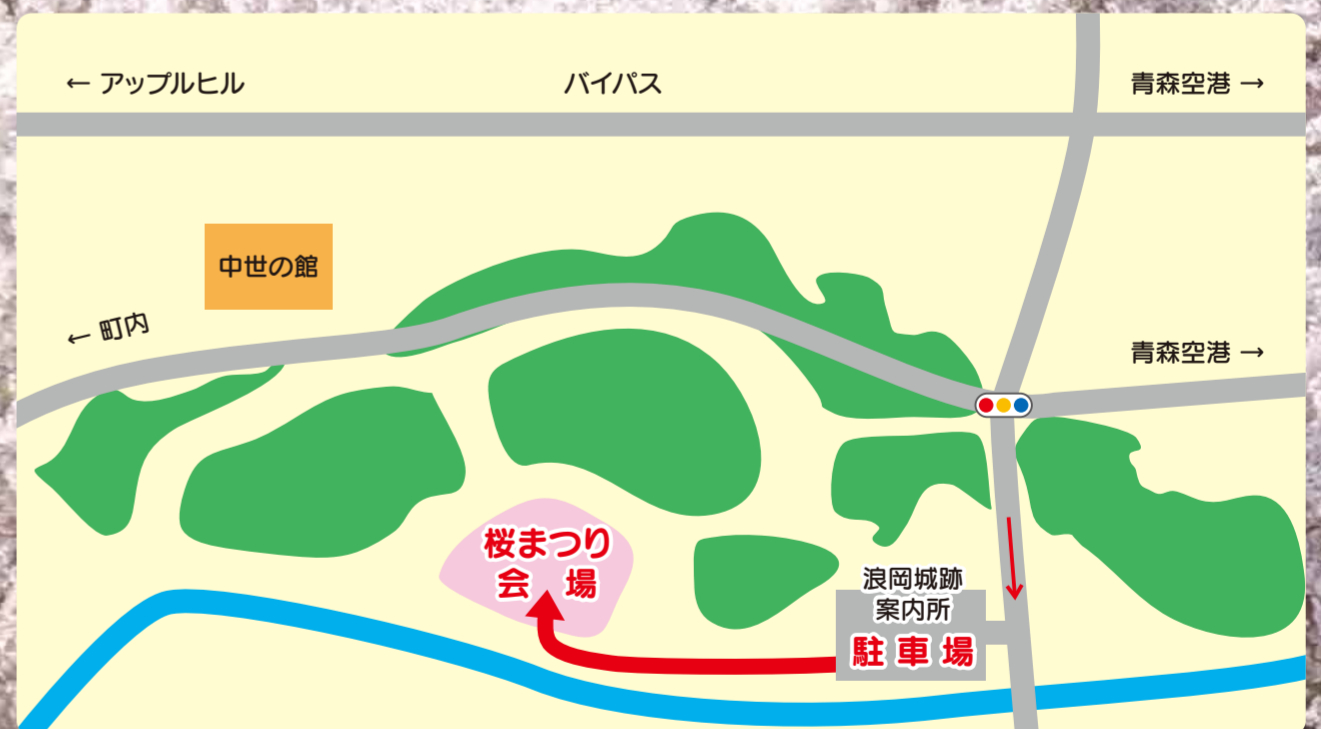 ← アップルヒル
バイパス
青森空港 →
中世の館
← 町内
青森空港 →
桜まつり
会 場
浪岡城跡
案内所
駐 車 場